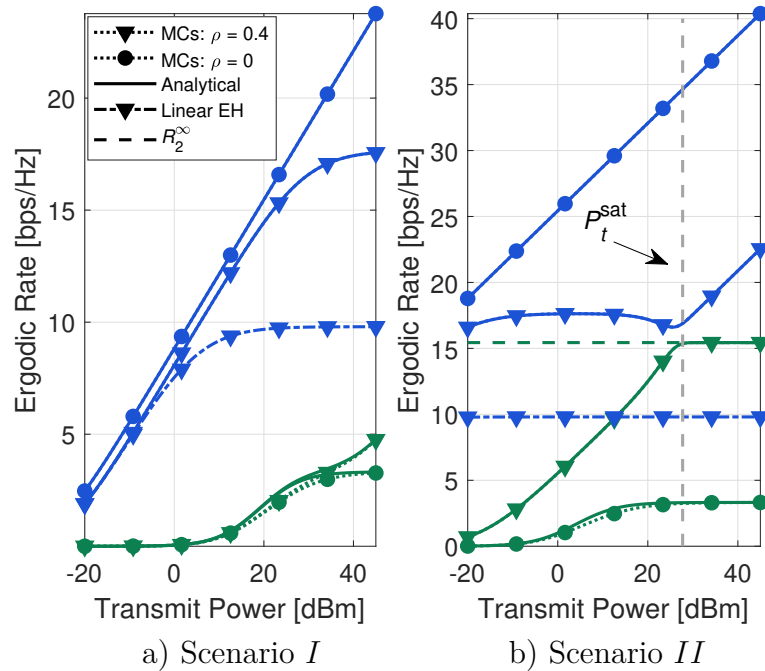 MCs: ρ = 0.4
MCs: ρ = 0
Analytical
Linear EH
R₂^∞
20
15
10
5
-20
0
20
40
Ergodic Rate [bps/Hz]
Transmit Power [dBm]
a) Scenario I
P_t^sat
40
35
30
25
20
15
10
5
0
-20
0
20
40
Ergodic Rate [bps/Hz]
Transmit Power [dBm]
b) Scenario II